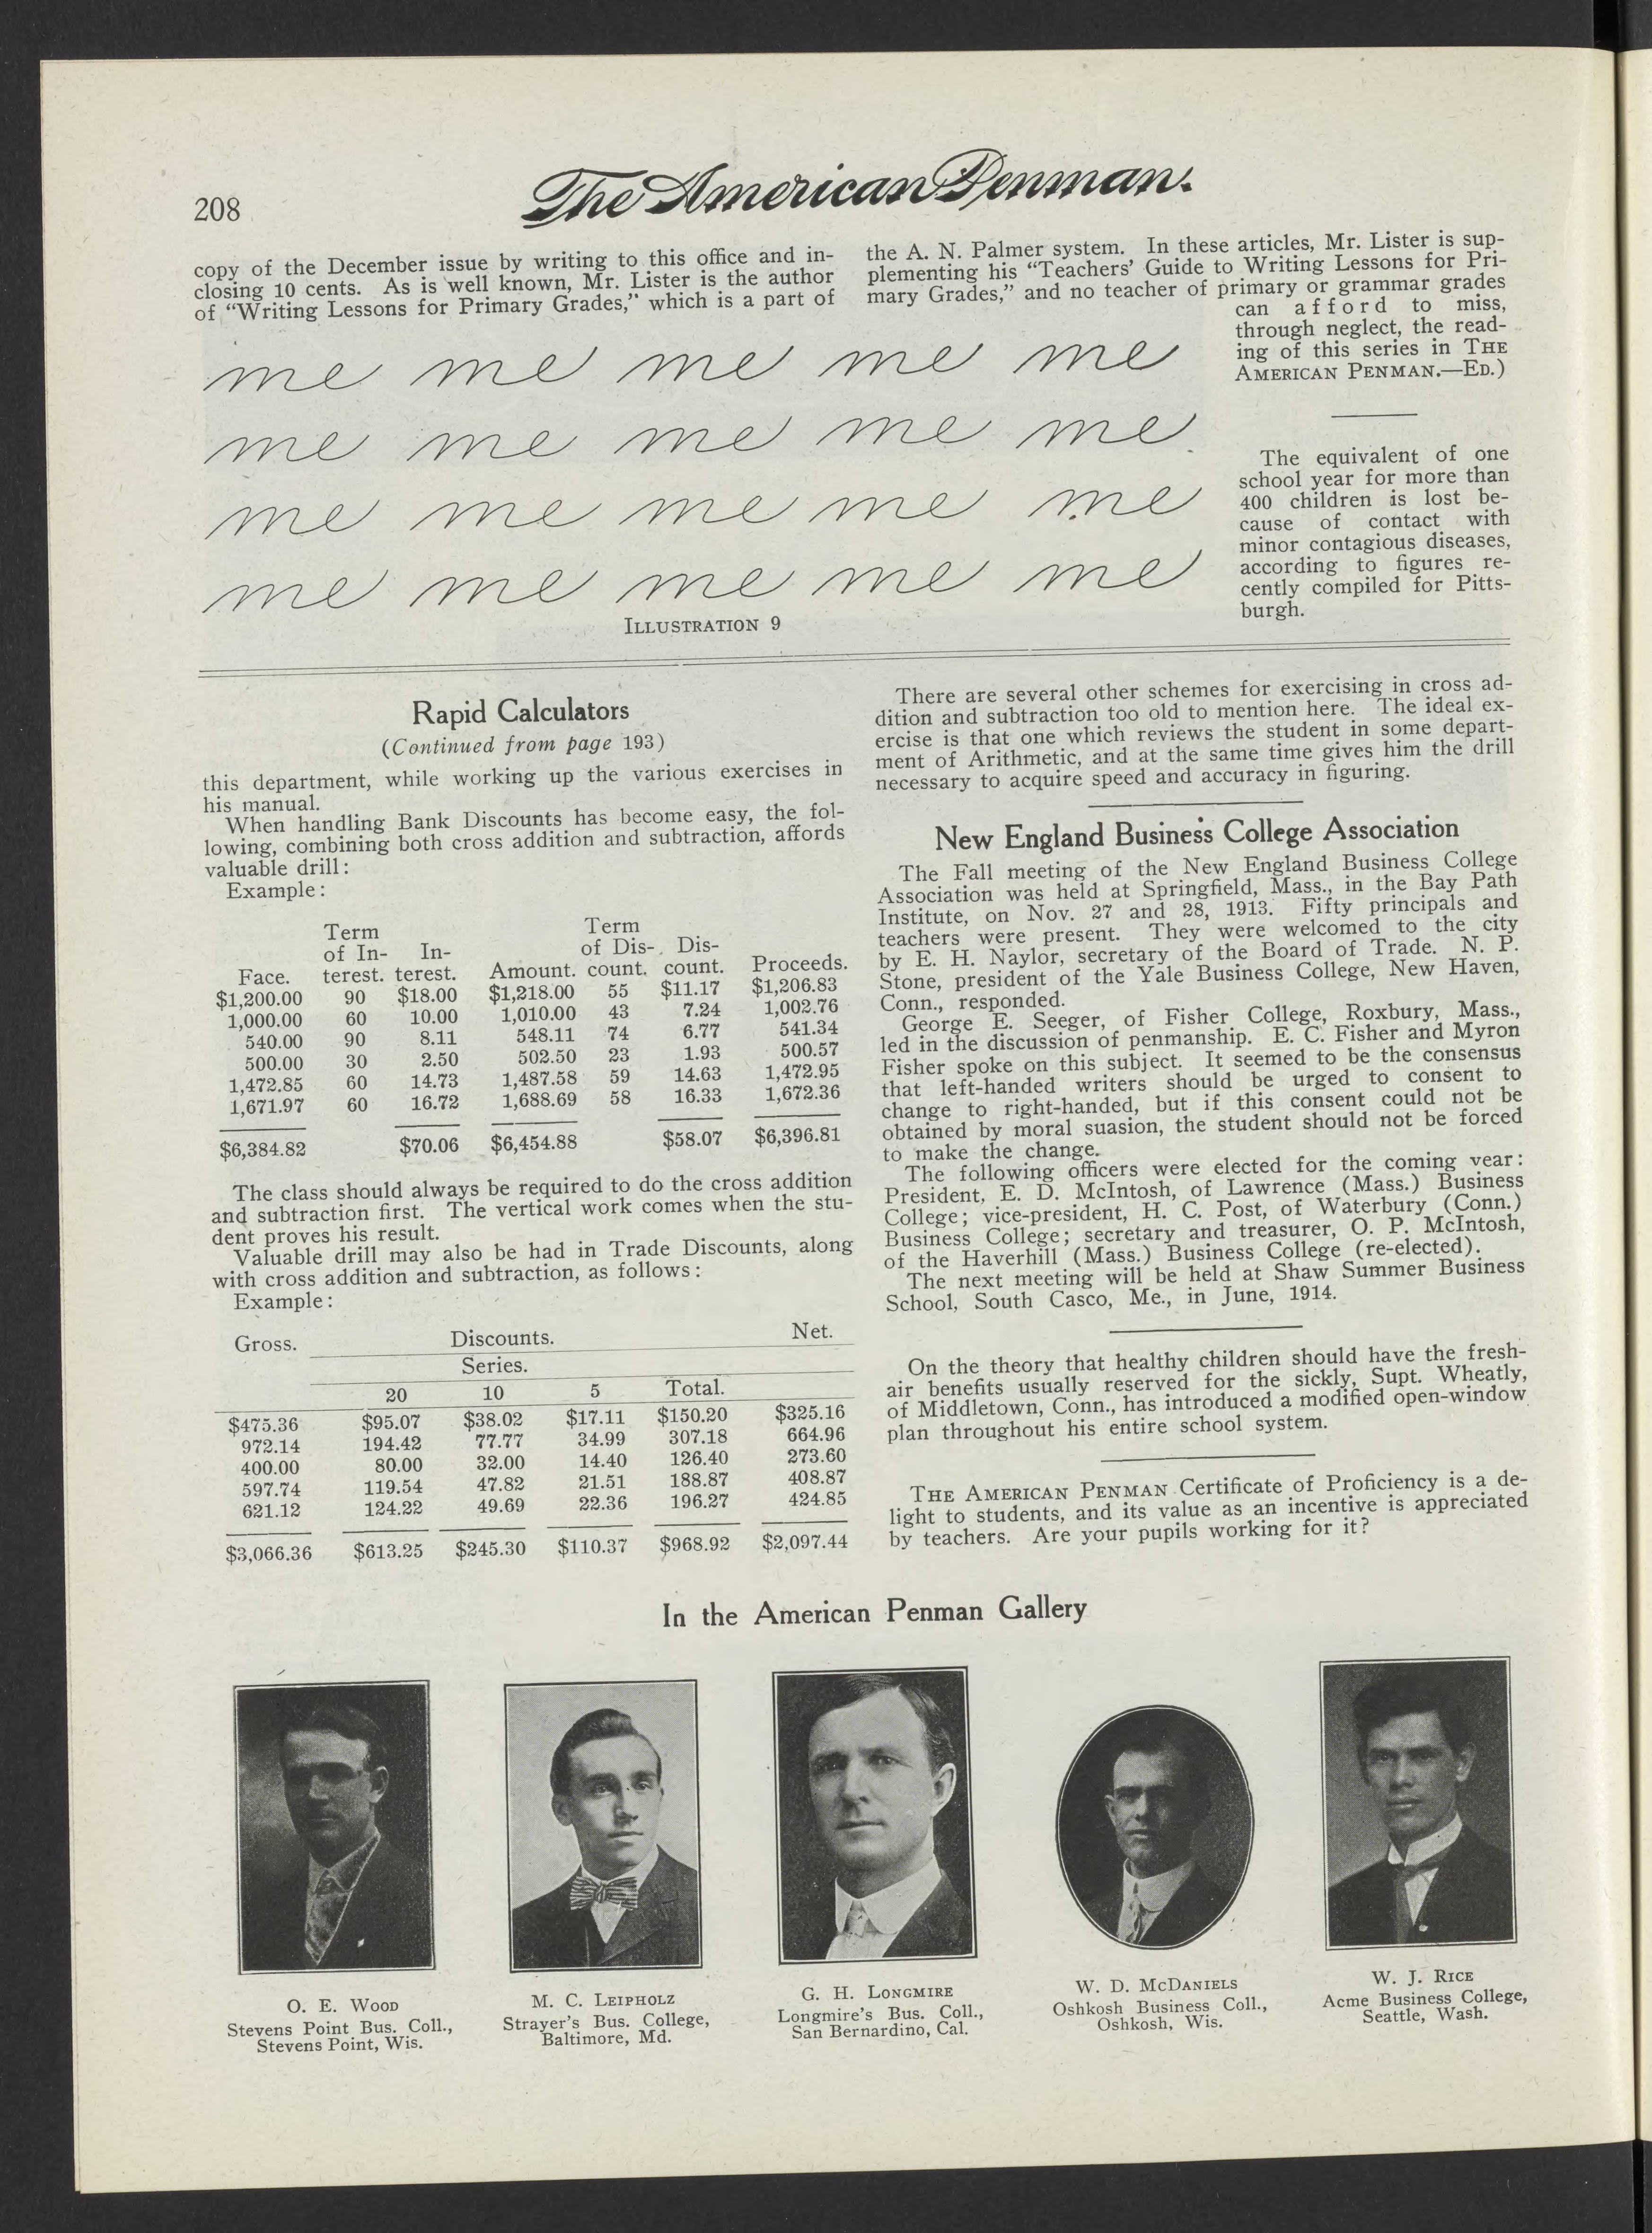 208
The American Penman.
copy of the December issue by writing to this office and in-
closing 10 cents. As is well known, Mr. Lister is the author
of “Writing Lessons for Primary Grades,” which is a part of
the A. N. Palmer system. In these articles, Mr. Lister is sup-
plementing his “Teachers’ Guide to Writing Lessons for Pri-
mary Grades,” and no teacher of primary or grammar grades
can afford to miss,
through neglect, the read-
ing of this series in THE
AMERICAN PENMAN.—ED.)
me me me me me
me me me me me
me me me me me
me me me me me
ILLUSTRATION 9
The equivalent of one
school year for more than
400 children is lost be-
cause of contact with
minor contagious diseases,
according to figures re-
cently compiled for Pitts-
burgh.
Rapid Calculators
(Continued from page 193)
this department, while working up the various exercises in
his manual.
When handling Bank Discounts has become easy, the fol-
lowing, combining both cross addition and subtraction, affords
valuable drill:
Example:
Term Term
of In- In- of Dis- Dis-
Face. terest. terest. Amount. count. count. Proceeds.
$1,200.00 90 $18.00 $1,218.00 55 $11.17 $1,206.83
1,000.00 60 10.00 1,010.00 43 7.24 1,002.76
540.00 90 8.11 548.11 74 6.77 541.34
500.00 30 2.50 502.50 23 1.93 500.57
1,472.85 60 14.73 1,487.58 59 14.63 1,472.95
1,671.97 60 16.72 1,688.69 58 16.33 1,672.36
$6,384.82 $70.06 $6,454.88 $58.07 $6,396.81
The class should always be required to do the cross addition
and subtraction first. The vertical work comes when the stu-
dent proves his result.
Valuable drill may also be had in Trade Discounts, along
with cross addition and subtraction, as follows:
Example:
Gross. Discounts. Net.
Series.
20 10 5 Total.
$475.36 $95.07 $38.02 $17.11 $150.20 $325.16
972.14 194.42 77.77 34.99 307.18 664.96
400.00 80.00 32.00 14.40 126.40 273.60
597.74 119.54 47.82 21.51 188.87 408.87
621.12 124.22 49.69 22.36 196.27 424.85
$3,066.36 $613.25 $245.30 $110.37 $968.92 $2,097.44
There are several other schemes for exercising in cross ad-
dition and subtraction too old to mention here. The ideal ex-
ercise is that one which reviews the student in some depart-
ment of Arithmetic, and at the same time gives him the drill
necessary to acquire speed and accuracy in figuring.
New England Business College Association
The Fall meeting of the New England Business College
Association was held at Springfield, Mass., in the Bay Path
Institute, on Nov. 27 and 28, 1913. Fifty principals and
teachers were present. They were welcomed to the city
by E. H. Naylor, secretary of the Board of Trade. N. P.
Stone, president of the Yale Business College, New Haven,
Conn., responded.
George E. Seeger, of Fisher College, Roxbury, Mass.,
led in the discussion of penmanship. E. C. Fisher and Myron
Fisher spoke on this subject. It seemed to be the consensus
that left-handed writers should be urged to consent to
change to right-handed, but if this consent could not be
obtained by moral suasion, the student should not be forced
to make the change.
The following officers were elected for the coming year:
President, E. D. McIntosh, of Lawrence (Mass.) Business
College; vice-president, H. C. Post, of Waterbury (Conn.)
Business College; secretary and treasurer, O. P. McIntosh,
of the Haverhill (Mass.) Business College (re-elected).
The next meeting will be held at Shaw Summer Business
School, South Casco, Me., in June, 1914.
On the theory that healthy children should have the fresh-
air benefits usually reserved for the sickly, Supt. Wheatly,
of Middletown, Conn., has introduced a modified open-window
plan throughout his entire school system.
THE AMERICAN PENMAN Certificate of Proficiency is a de-
light to students, and its value as an incentive is appreciated
by teachers. Are your pupils working for it?
In the American Penman Gallery
O. E. WOOD
Stevens Point Bus. Coll.,
Stevens Point, Wis.
M. C. LEIPHOLZ
Strayer’s Bus. College,
Baltimore, Md.
G. H. LONGMIRE
Longmire’s Bus. Coll.,
San Bernardino, Cal.
W. D. MCDANIELS
Oshkosh Business Coll.,
Oshkosh, Wis.
W. J. RICE
Acme Business College,
Seattle, Wash.